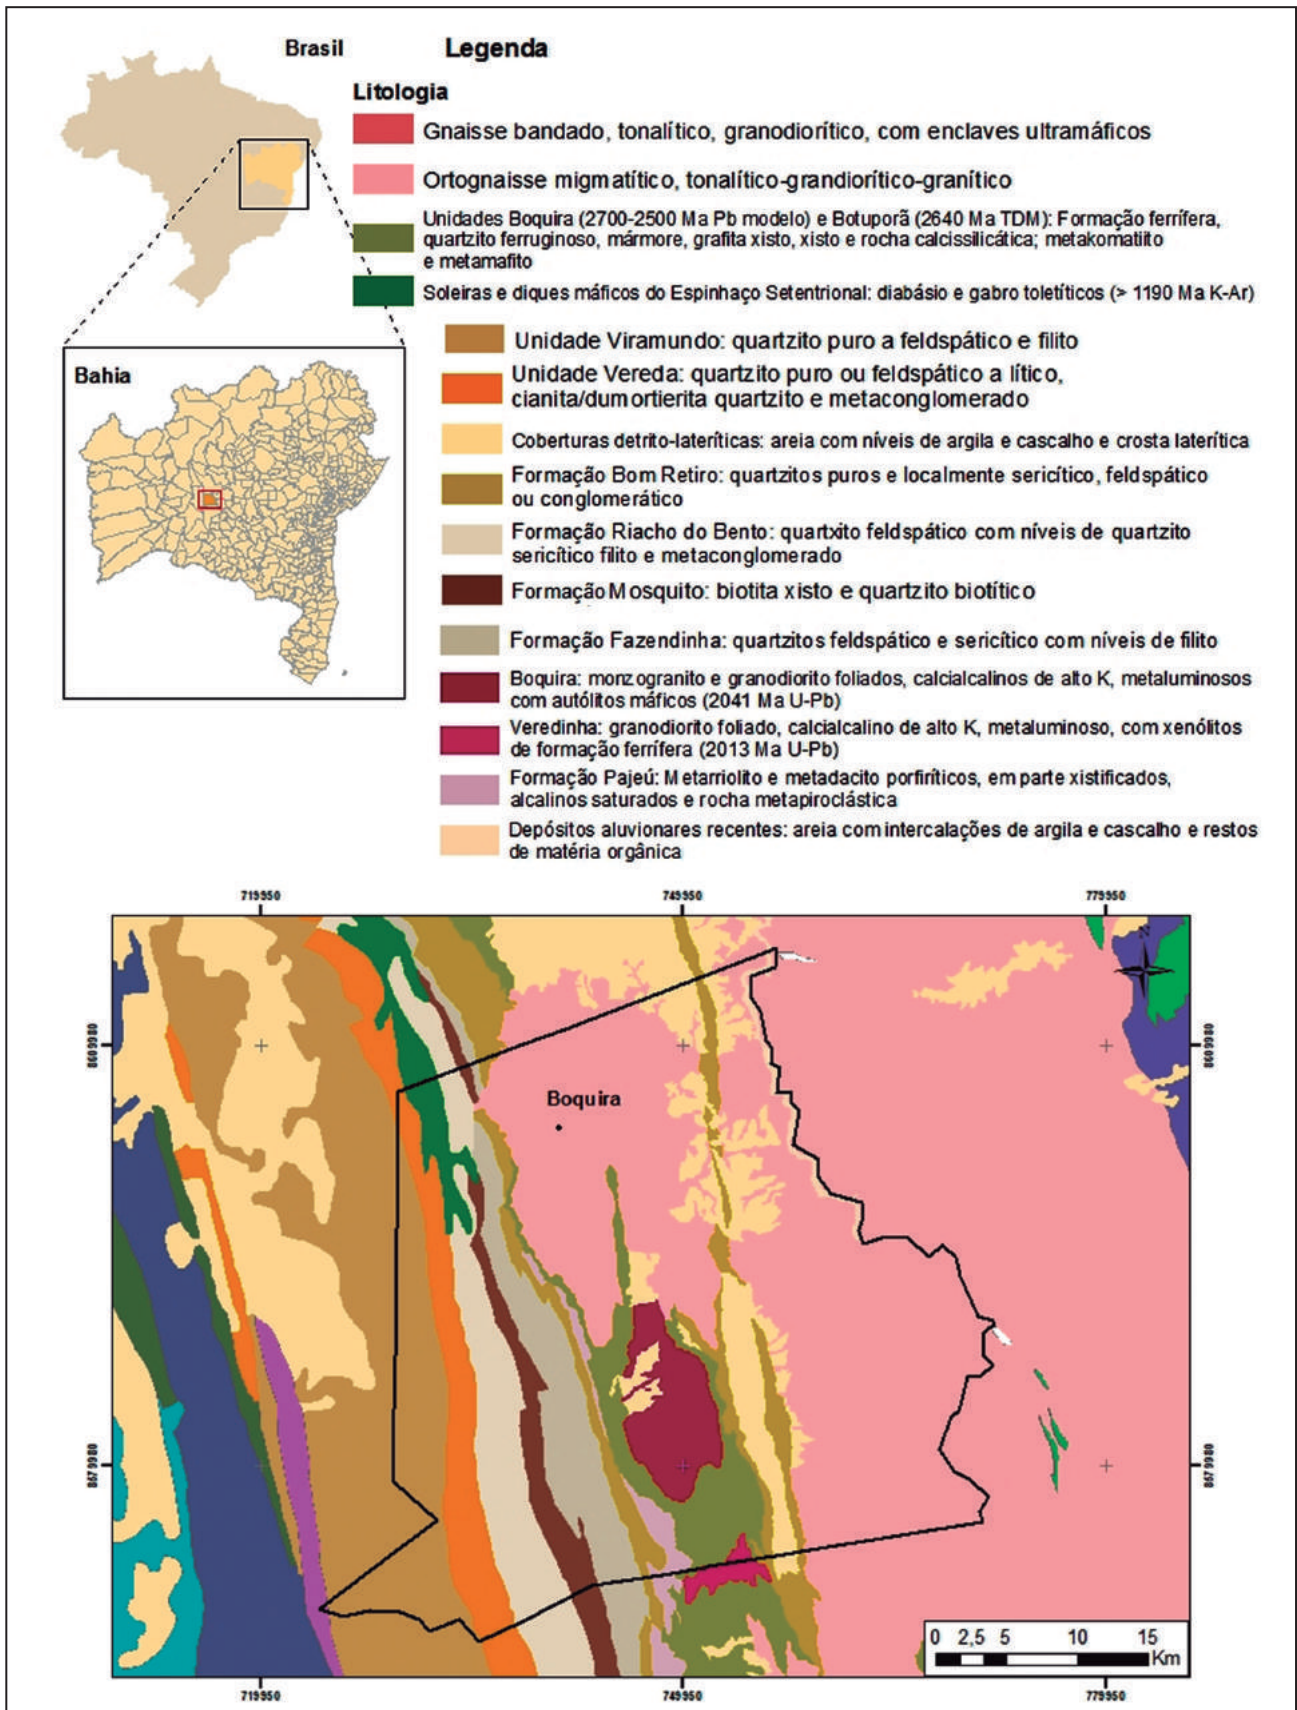 Brasil
Legenda
Litologia
Gnaisse bandado, tonalítico, granodiorítico, com enclaves ultramáficos
Ortognaisse migmatítico, tonalítico-grandiorítico-granítico
Unidades Boquira (2700-2500 Ma Pb modelo) e Botuporã (2640 Ma TDM): Formação ferrífera,
quartzito ferruginoso, mármore, grafita xisto, xisto e rocha calcissilicática; metakomatiito
e metamafito
Soleiras e diques máficos do Espinhaço Setentrional: diabásio e gabro toletíticos (> 1190 Ma K-Ar)
Bahia
Unidade Viramundo: quartzito puro a feldspático e filito
Unidade Vereda: quartzito puro ou feldspático a lítico,
cianita/dumortierita quartzito e metaconglomerado
Coberturas detrito-lateríticas: areia com níveis de argila e cascalho e crosta laterítica
Formação Bom Retiro: quartzitos puros e localmente sericítico, feldspático
ou conglomerático
Formação Riacho do Bento: quartxito feldspático com níveis de quartzito
sericítico filito e metaconglomerado
Formação Mosquito: biotita xisto e quartzito biotítico
Formação Fazendinha: quartzitos feldspático e sericítico com níveis de filito
Boquira: monzogranito e granodiorito foliados, calcialcalinos de alto K, metaluminosos
com autólitos máficos (2041 Ma U-Pb)
Veredinha: granodiorito foliado, calcialcalino de alto K, metaluminoso, com xenólitos
de formação ferrífera (2013 Ma U-Pb)
Formação Pajeú: Metarriolito e metadacito porfiríticos, em parte xistificados,
alcalinos saturados e rocha metapiroclástica
Depósitos aluvionares recentes: areia com intercalações de argila e cascalho e restos
de matéria orgânica
719950 749950 779950
N
8609980 8609980
Boquira
8579980 8579980
0 2,5 5 10 15
Km
719950 749950 779950